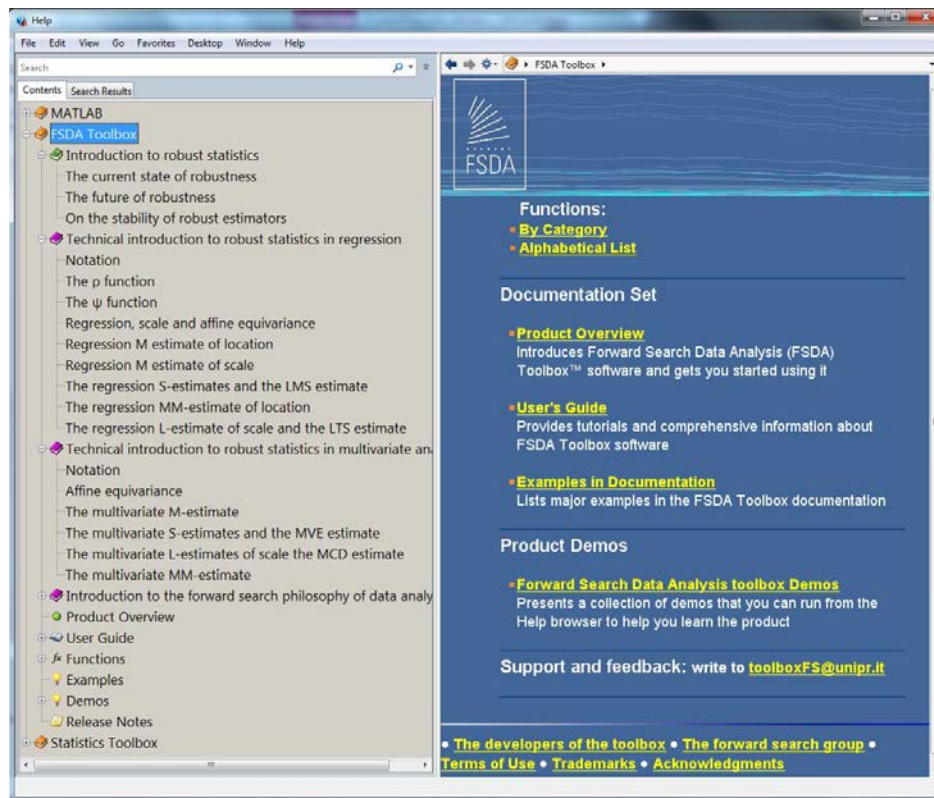 Help
File Edit View Go Favorites Desktop Window Help
Search
Contents Search Results
MATLAB
FSDA Toolbox
Introduction to robust statistics
The current state of robustness
The future of robustness
On the stability of robust estimators
Technical introduction to robust statistics in regression
Notation
The ρ function
The ψ function
Regression, scale and affine equivariance
Regression M estimate of location
Regression M estimate of scale
The regression S-estimates and the LMS estimate
The regression MM-estimate of location
The regression L-estimate of scale and the LTS estimate
Technical introduction to robust statistics in multivariate an
Notation
Affine equivariance
The multivariate M-estimate
The multivariate S-estimates and the MVE estimate
The multivariate L-estimates of scale the MCD estimate
The multivariate MM-estimate
Introduction to the forward search philosophy of data analy
Product Overview
User Guide
fx Functions
Examples
Demos
Release Notes
Statistics Toolbox
FSDA Toolbox
FSDA
Functions:
By Category
Alphabetical List
Documentation Set
Product Overview
Introduces Forward Search Data Analysis (FSDA)
Toolbox™ software and gets you started using it
User's Guide
Provides tutorials and comprehensive information about
FSDA Toolbox software
Examples in Documentation
Lists major examples in the FSDA Toolbox documentation
Product Demos
Forward Search Data Analysis toolbox Demos
Presents a collection of demos that you can run from the
Help browser to help you learn the product
Support and feedback: write to toolboxFS@unipr.it
• The developers of the toolbox • The forward search group •
Terms of Use • Trademarks • Acknowledgments